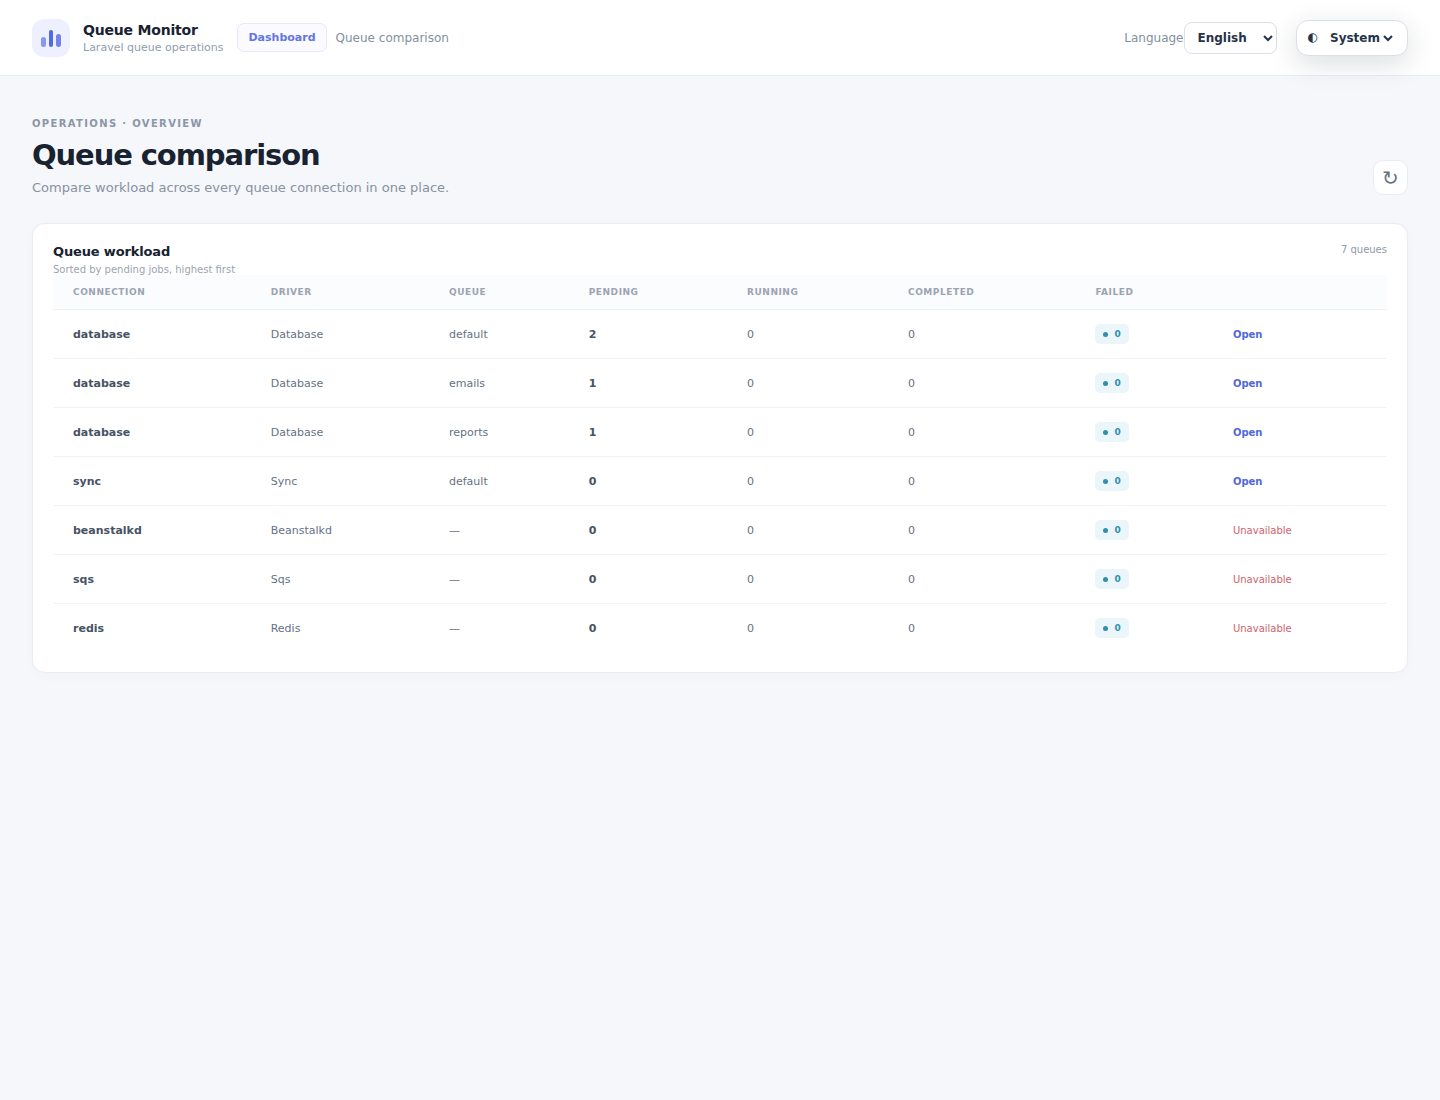 Queue Monitor
Laravel queue operations
Dashboard
Queue comparison
Language
English
System
OPERATIONS · OVERVIEW
Queue comparison
Compare workload across every queue connection in one place.
Queue workload
7 queues
Sorted by pending jobs, highest first
CONNECTION DRIVER QUEUE PENDING RUNNING COMPLETED FAILED
database Database default 2 0 0 0 Open
database Database emails 1 0 0 0 Open
database Database reports 1 0 0 0 Open
sync Sync default 0 0 0 0 Open
beanstalkd Beanstalkd — 0 0 0 0 Unavailable
sqs Sqs — 0 0 0 0 Unavailable
redis Redis — 0 0 0 0 Unavailable